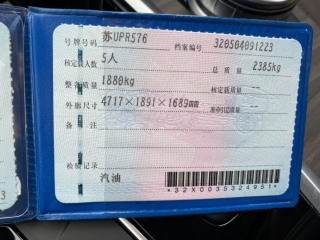 号牌号码 苏UPR576 档案编号 320504091223
核定载人数 5人 总质量 2385kg
整备质量 1880kg 核定载质量 --
外廓尺寸 4717×1891×1689mm 准牵引总质量 --
备注
检验记录
汽油
*32X0035324951*